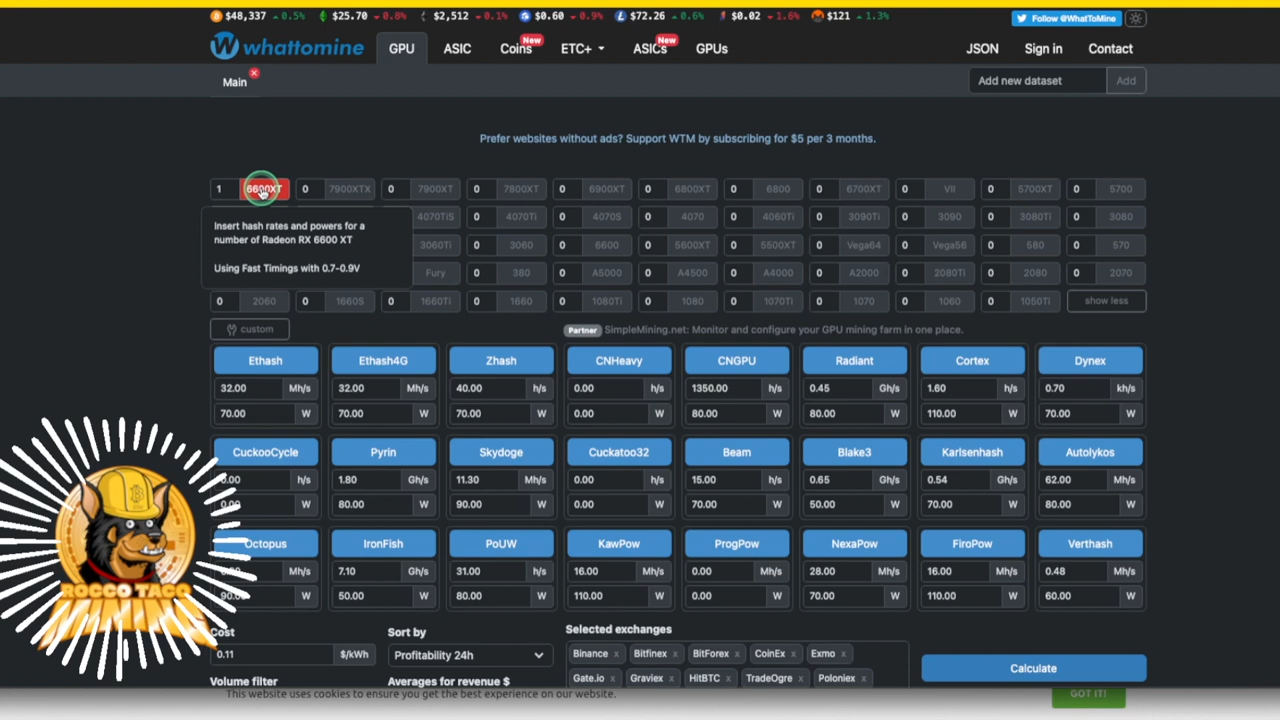 $48,337 0.5% $25.70 0.8% $2,512 0.1% $0.60 0.9% $72.26 0.6% $0.02 1.6% $121 1.3% Follow @WhatToMine
whattomine GPU ASIC Coins New ETC+ ASICs New GPUs JSON Sign in Contact
Main x Add new dataset Add
Prefer websites without ads? Support WTM by subscribing for $5 per 3 months.
1 6600XT 0 7900XTX 0 7900XT 0 7800XT 0 6900XT 0 6800XT 0 6800 0 6700XT 0 VII 0 5700XT 0 5700
4070TiS 0 4070Ti 0 4070S 0 4070 0 4060Ti 0 3090Ti 0 3090 0 3080Ti 0 3080
3060Ti 0 3060 0 6600 0 5600XT 0 5500XT 0 Vega64 0 Vega56 0 580 0 570
Fury 0 380 0 A5000 0 A4500 0 A4000 0 A2000 0 2080Ti 0 2080 0 2070
Insert hash rates and powers for a
number of Radeon RX 6600 XT
Using Fast Timings with 0.7-0.9V
0 2060 0 1660S 0 1660Ti 0 1660 0 1080Ti 0 1080 0 1070Ti 0 1070 0 1060 0 1050Ti show less
custom Partner SimpleMining.net: Monitor and configure your GPU mining farm in one place.
Ethash Ethash4G Zhash CNHeavy CNGPU Radiant Cortex Dynex
32.00 Mh/s 32.00 Mh/s 40.00 h/s 0.00 h/s 1350.00 h/s 0.45 Gh/s 1.60 h/s 0.70 kh/s
70.00 W 70.00 W 70.00 W 0.00 W 80.00 W 80.00 W 110.00 W 70.00 W
CuckooCycle Pyrin Skydoge Cuckatoo32 Beam Blake3 Karlsenhash Autolykos
0.00 h/s 1.80 Gh/s 11.30 Mh/s 0.00 h/s 15.00 h/s 0.65 Gh/s 0.54 Gh/s 62.00 Mh/s
0.00 W 80.00 W 90.00 W 0.00 W 70.00 W 50.00 W 70.00 W 80.00 W
Octopus IronFish PoUW KawPow ProgPow NexaPow FiroPow Verthash
Mh/s 7.10 Gh/s 31.00 h/s 16.00 Mh/s 0.00 Mh/s 28.00 Mh/s 16.00 Mh/s 0.48 Mh/s
90.00 W 50.00 W 80.00 W 110.00 W 0.00 W 70.00 W 110.00 W 60.00 W
ROCCO TACO
MINING
Cost Sort by Selected exchanges
0.11 $/kWh Profitability 24h Binance x Bitfinex x BitForex x CoinEx x Exmo x Calculate
Volume filter Averages for revenue $ Gate.io x Graviex x HitBTC x TradeOgre x Poloniex x
This website uses cookies to ensure you get the best experience on our website. GOT IT!